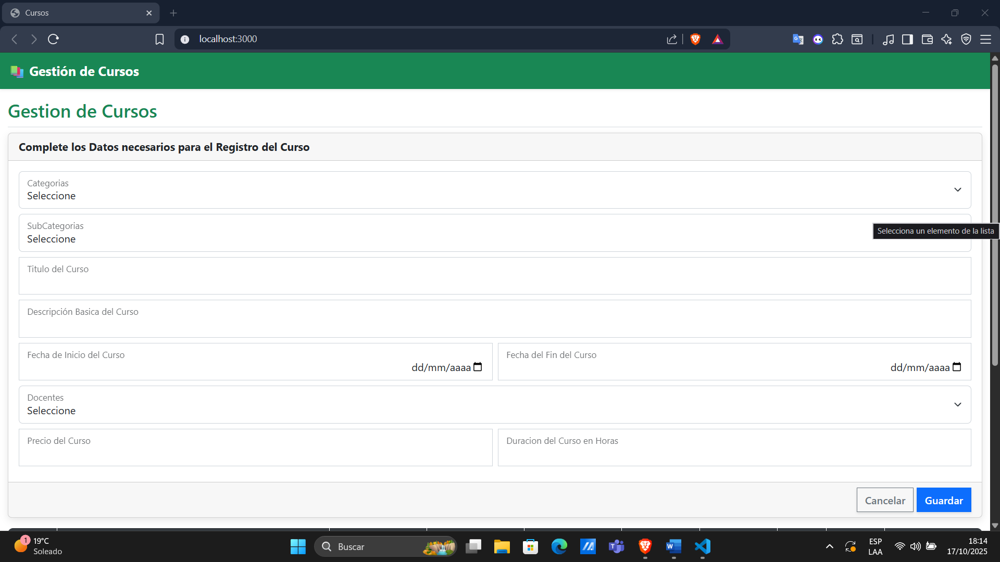 Cursos
localhost:3000
Gestión de Cursos
Gestion de Cursos
Complete los Datos necesarios para el Registro del Curso
Categorias
Seleccione
SubCategorias
Seleccione
Selecciona un elemento de la lista
Titulo del Curso
Descripción Basica del Curso
Fecha de Inicio del Curso
dd/mm/aaaa
Fecha del Fin del Curso
dd/mm/aaaa
Docentes
Seleccione
Precio del Curso
Duracion del Curso en Horas
Cancelar
Guardar
1
19°C
Soleado
Buscar
ESP
LAA
18:14
17/10/2025